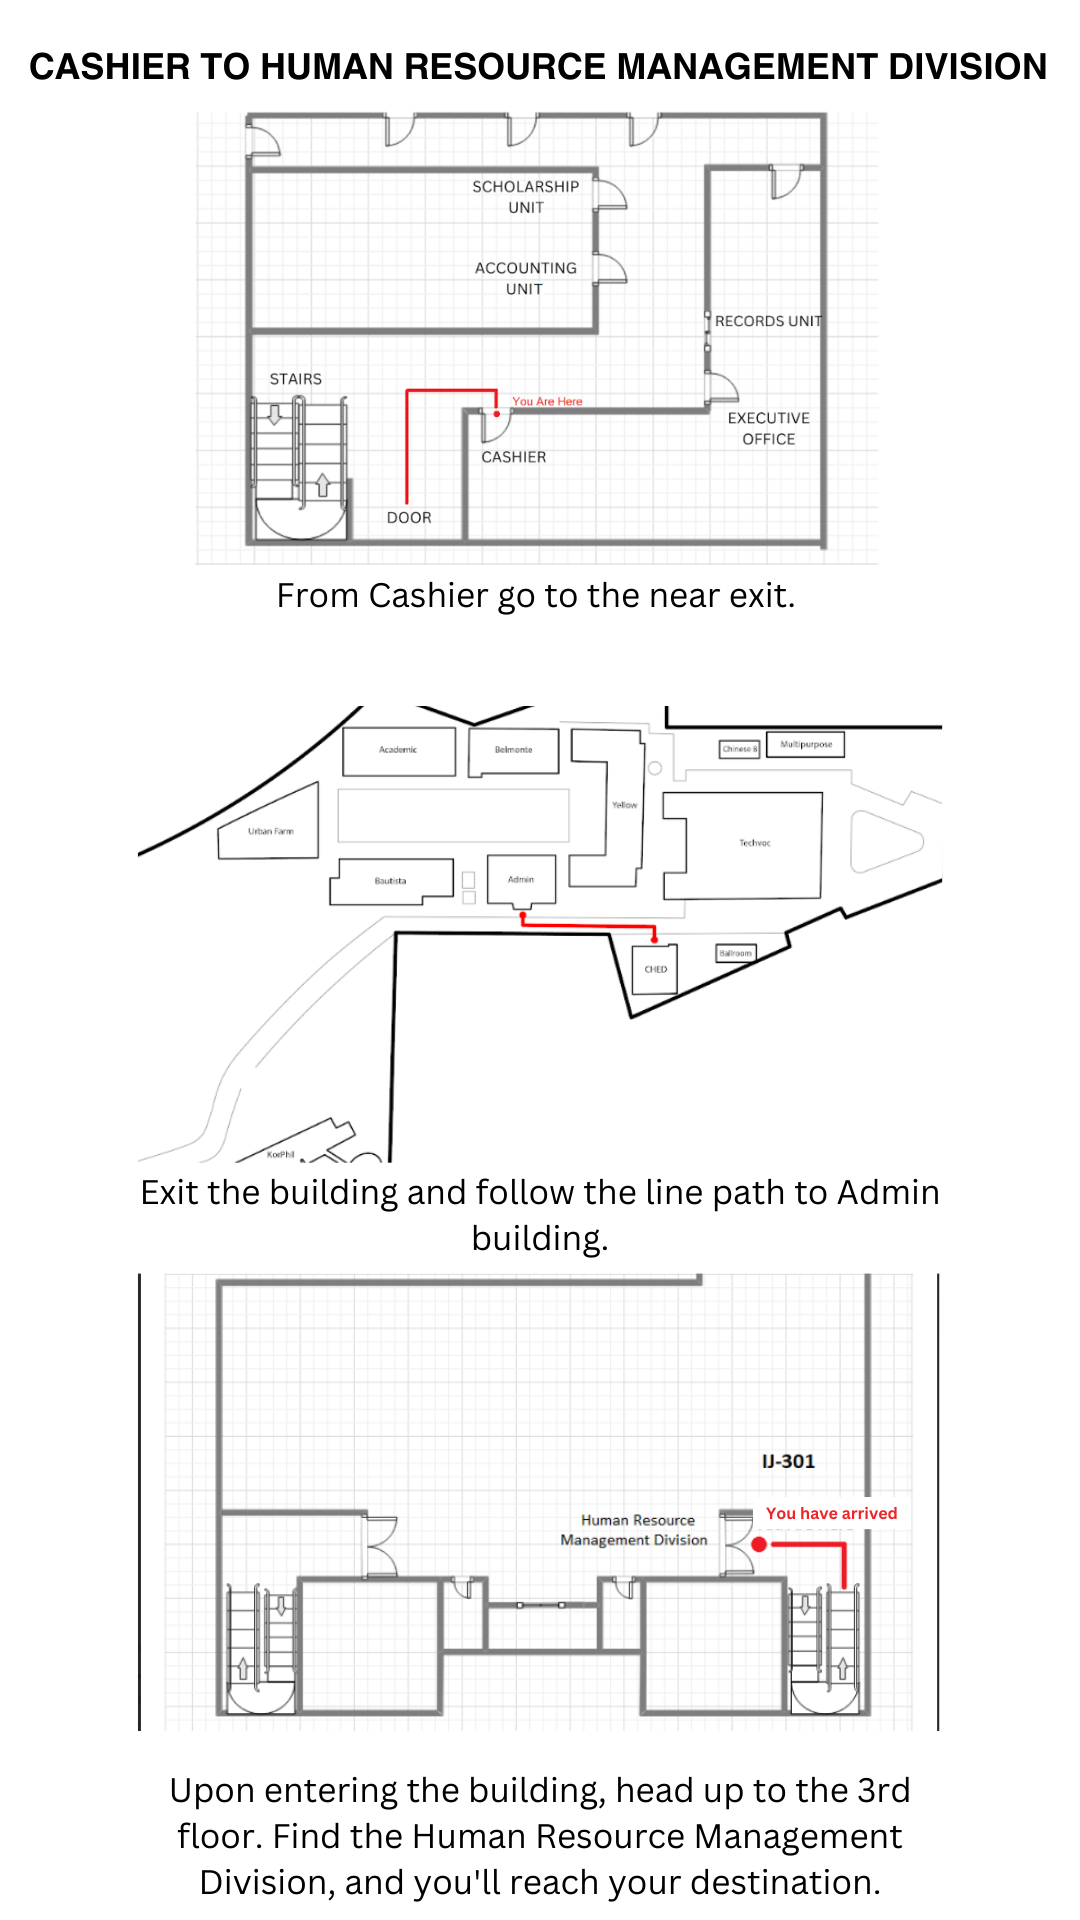 CASHIER TO HUMAN RESOURCE MANAGEMENT DIVISION
SCHOLARSHIP
UNIT
ACCOUNTING
UNIT
RECORDS UNIT
STAIRS
You Are Here
EXECUTIVE
OFFICE
CASHIER
DOOR
From Cashier go to the near exit.
Academic
Belmonte
Chinese B
Multipurpose
Yellow
Urban Farm
Techvoc
Bautista
Admin
CHED
Ballroom
KorPhil
Exit the building and follow the line path to Admin
building.
IJ-301
You have arrived
Human Resource
Management Division
Upon entering the building, head up to the 3rd
floor. Find the Human Resource Management
Division, and you'll reach your destination.